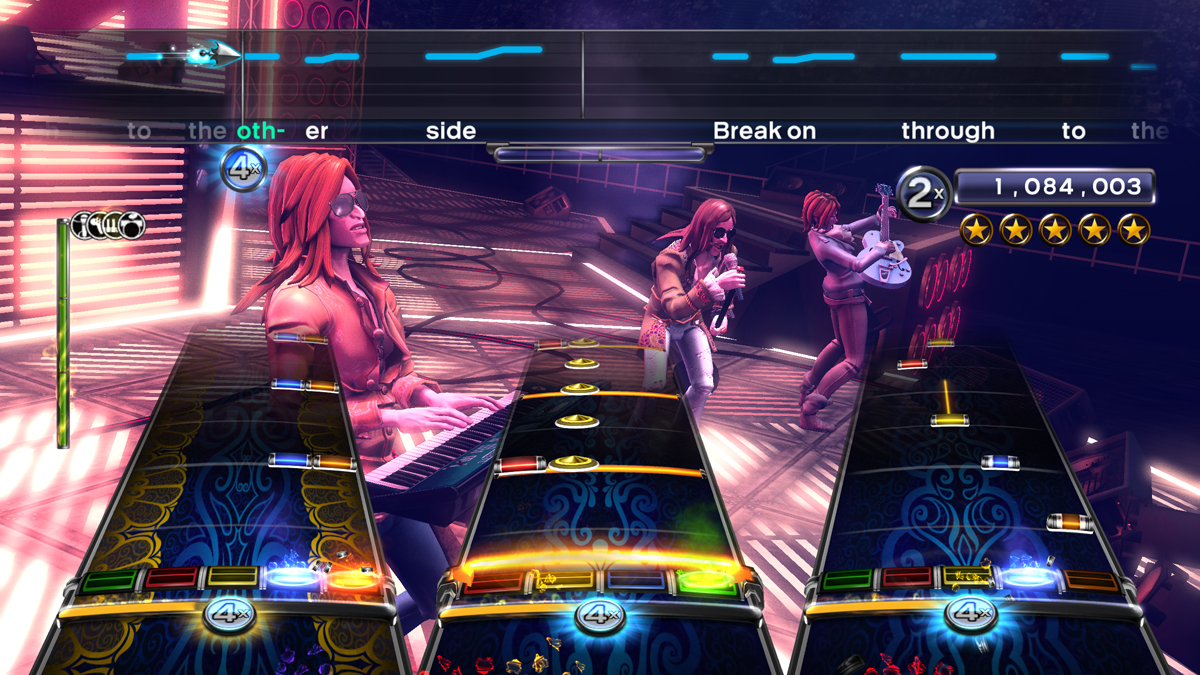 to the oth- er side Break on through to the
4x
2x 1,084,003
4x 4x 4x